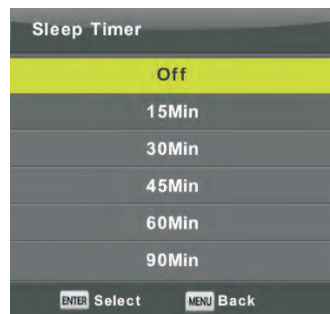 Sleep Timer
Off
15Min
30Min
45Min
60Min
90Min
ENTER Select MENU Back